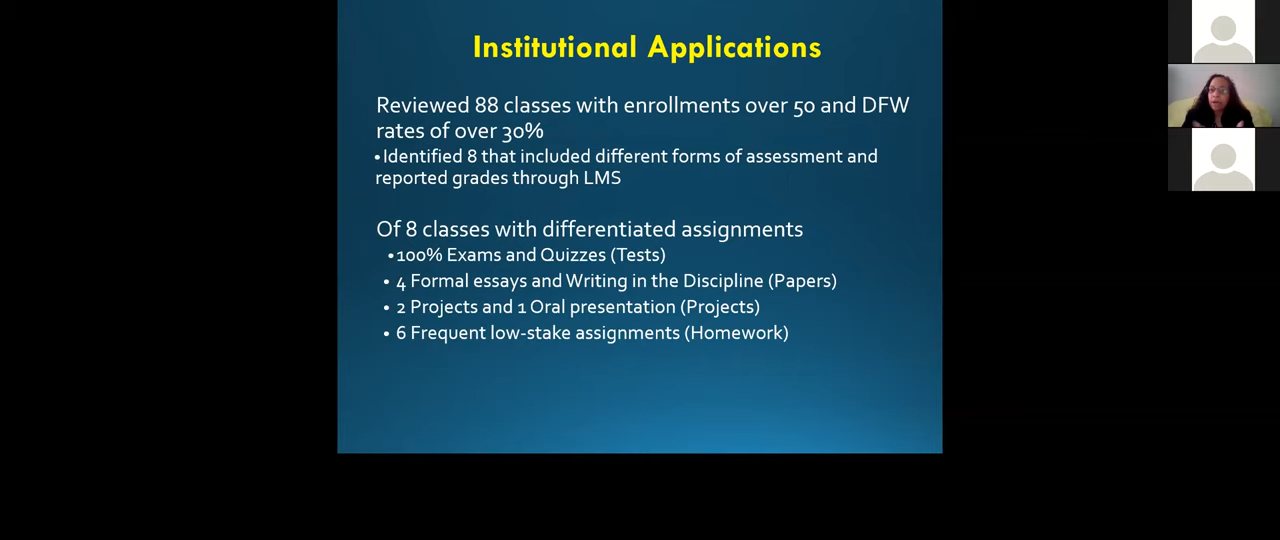 Institutional Applications
Reviewed 88 classes with enrollments over 50 and DFW
rates of over 30%
•Identified 8 that included different forms of assessment and
reported grades through LMS
Of 8 classes with differentiated assignments
•100% Exams and Quizzes (Tests)
• 4 Formal essays and Writing in the Discipline (Papers)
• 2 Projects and 1 Oral presentation (Projects)
• 6 Frequent low-stake assignments (Homework)